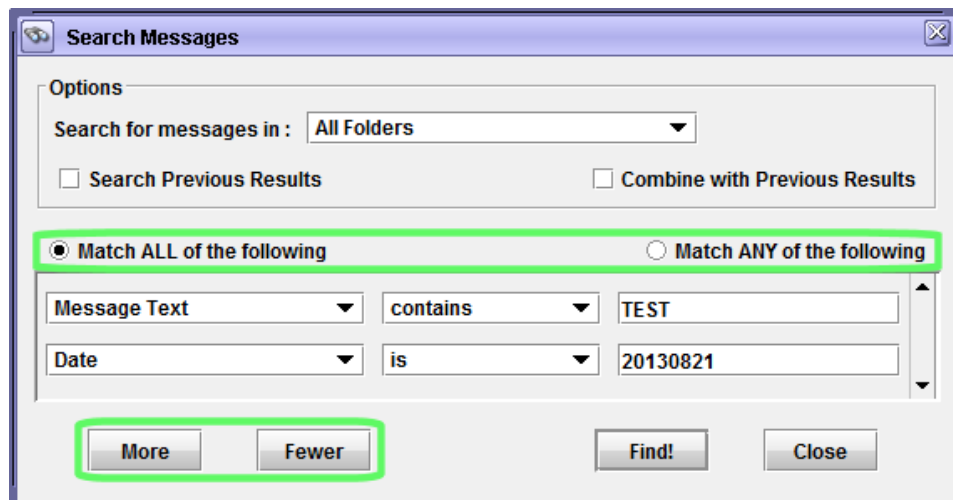 Search Messages
Options
Search for messages in : All Folders
Search Previous Results Combine with Previous Results
Match ALL of the following Match ANY of the following
Message Text contains TEST
Date is 20130821
More Fewer Find! Close